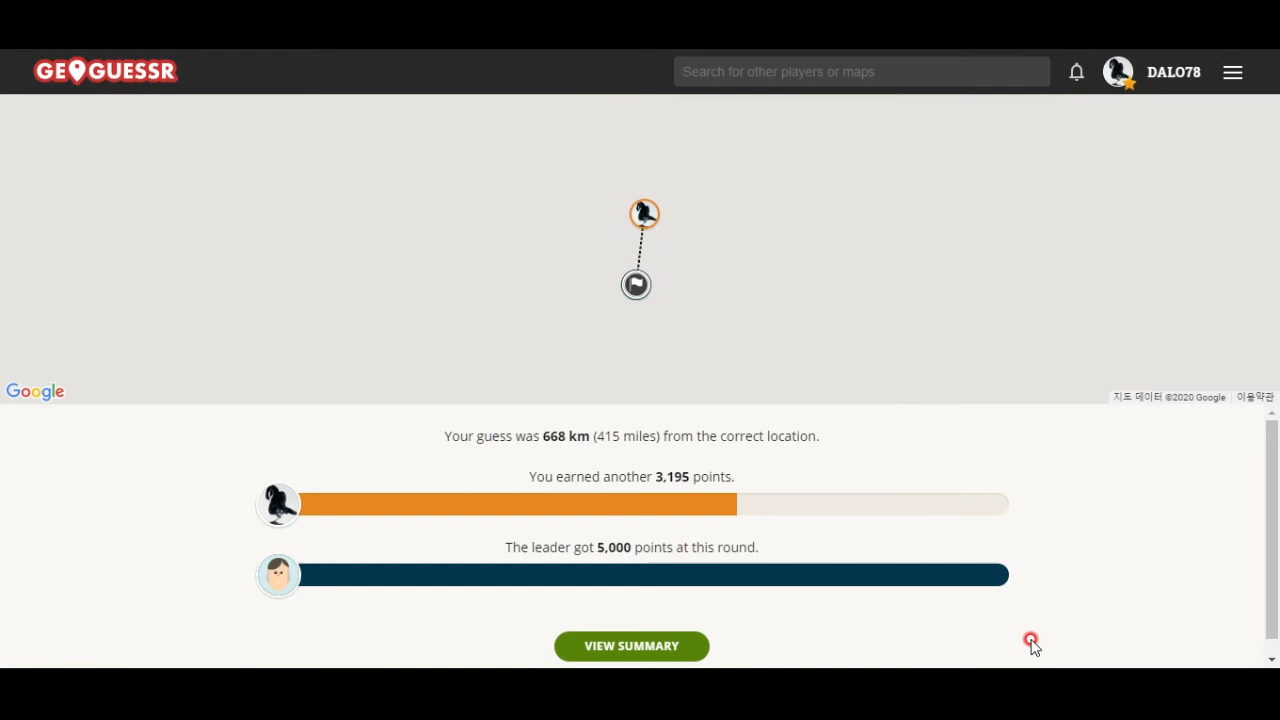 GEOGUESSR
Search for other players or maps
DALO78
Google
지도 데이터 ©2020 Google
이용약관
Your guess was 668 km (415 miles) from the correct location.
You earned another 3,195 points.
The leader got 5,000 points at this round.
VIEW SUMMARY